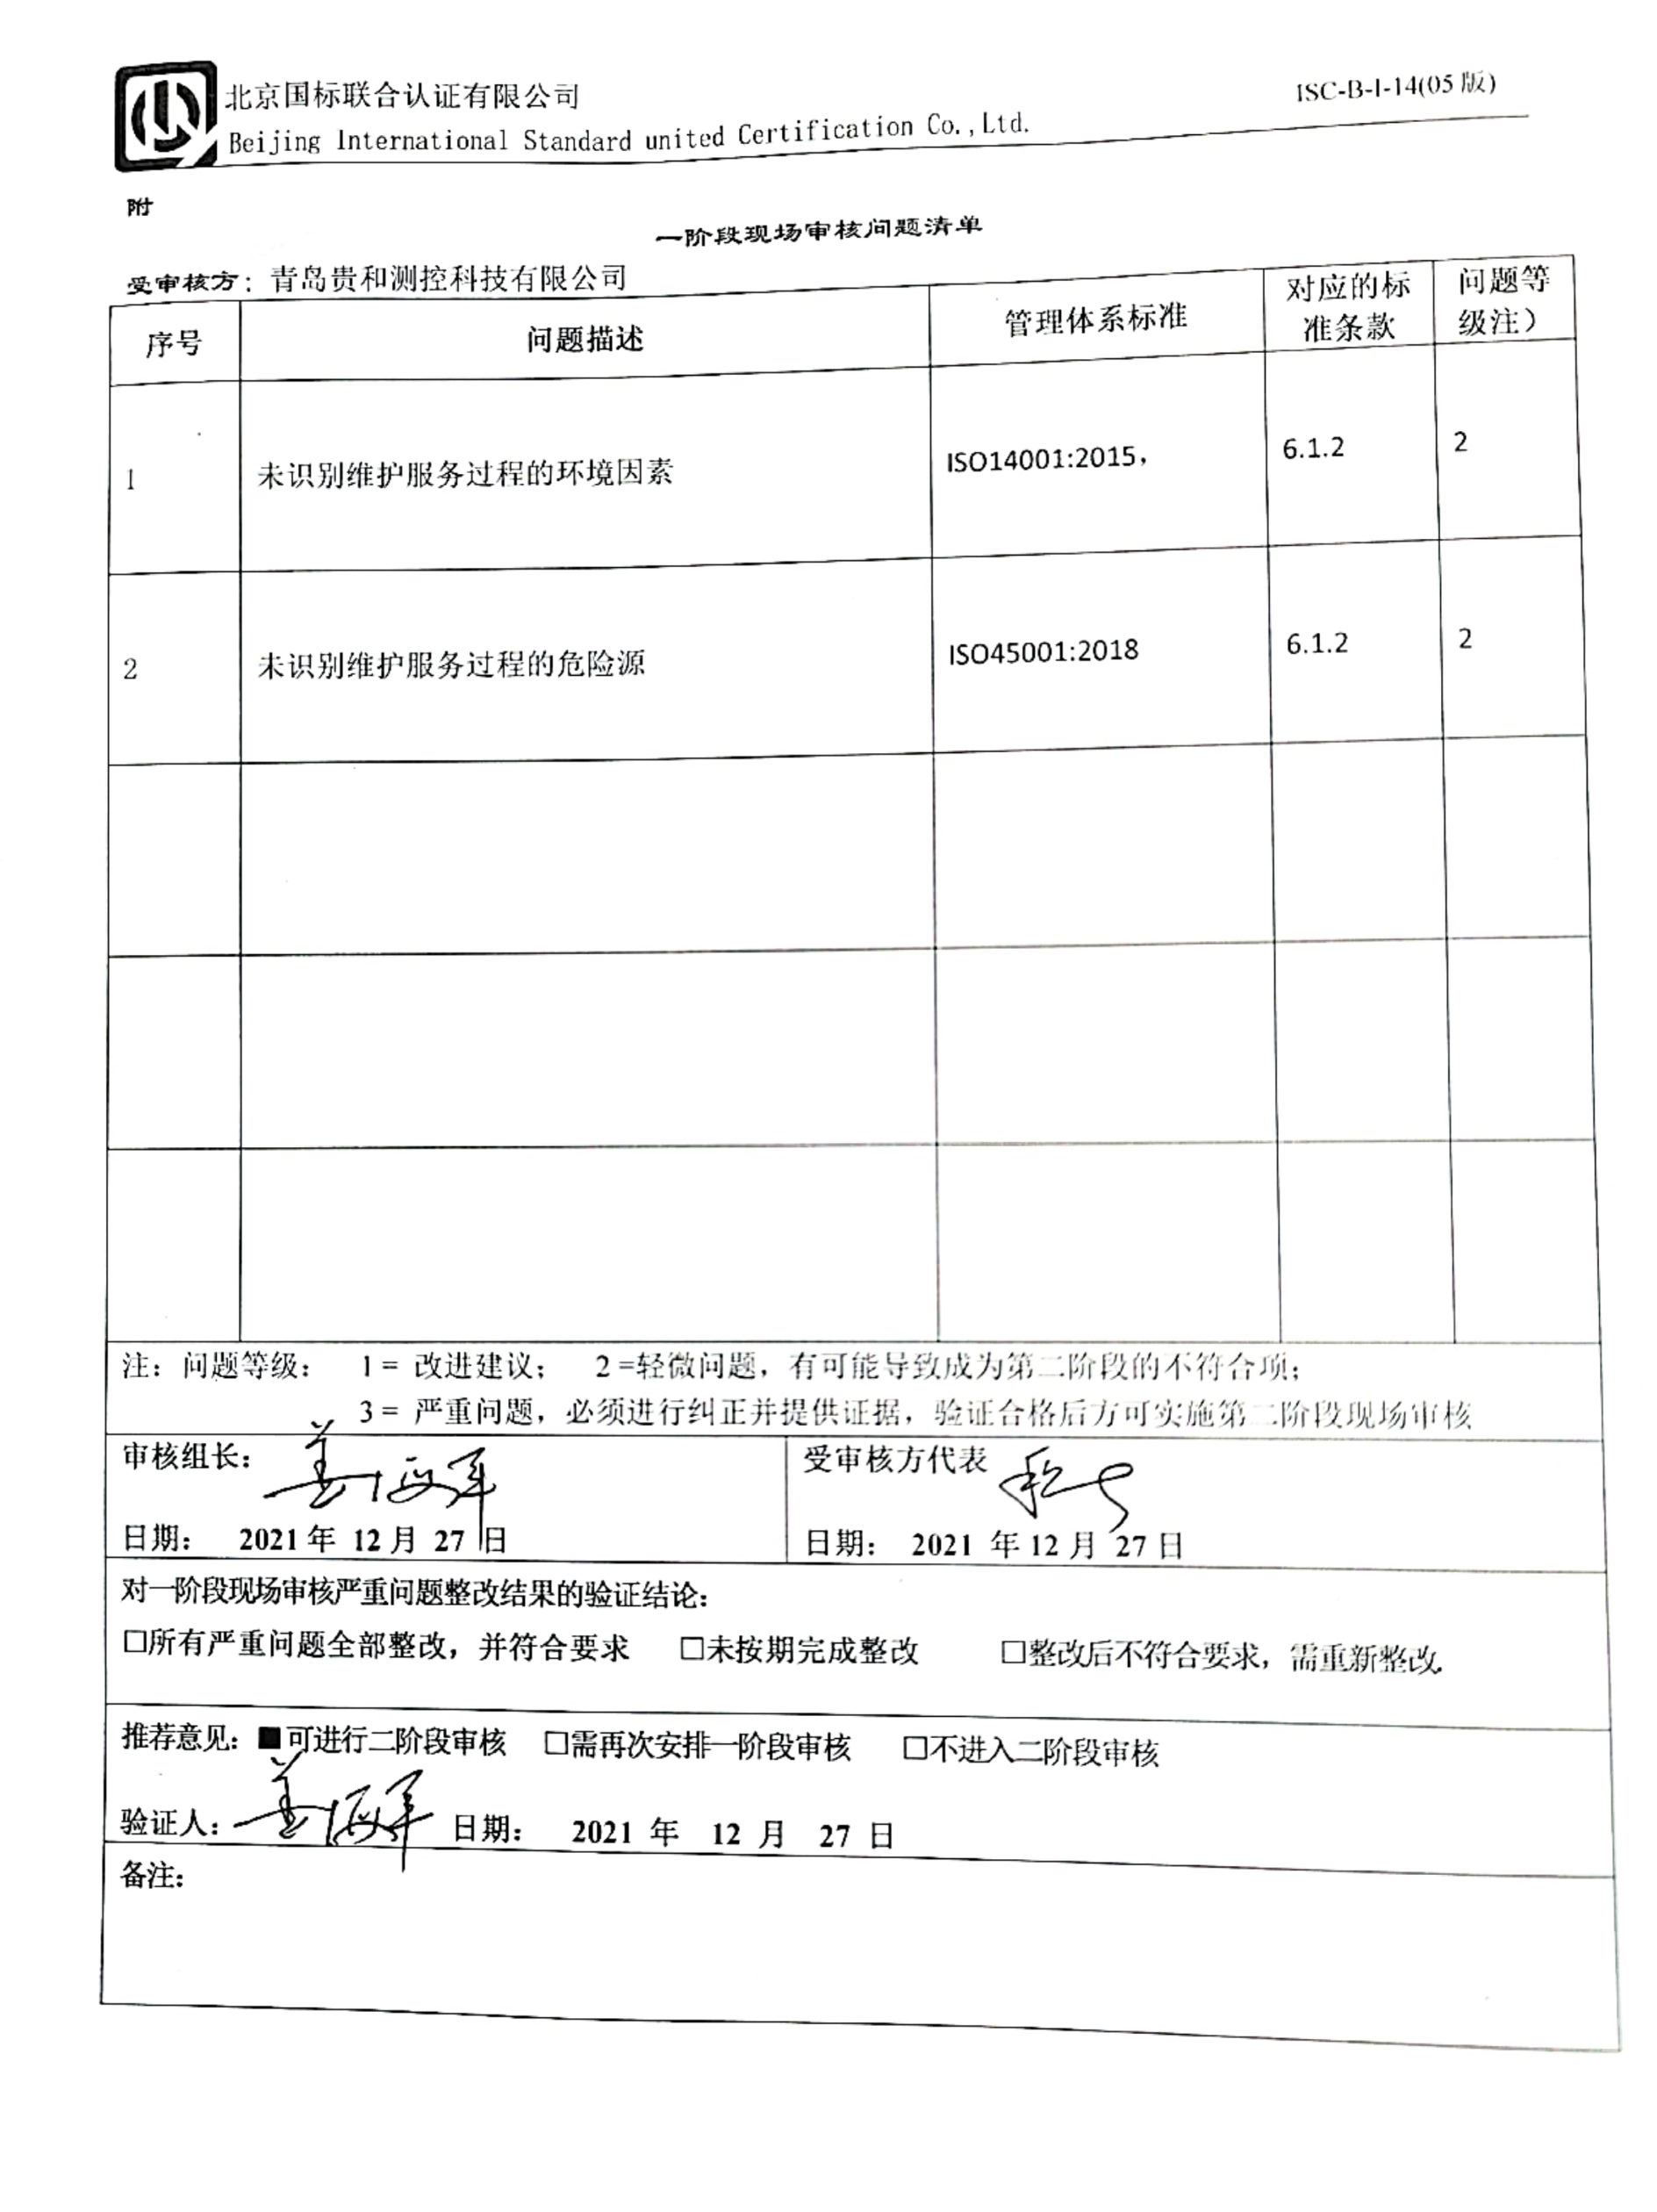 北京国标联合认证有限公司
ISC-B-I-14(05版)
Beijing International Standard united Certification Co.,Ltd.
附
一阶段现场审核问题清单
受审核方：青岛贵和测控科技有限公司
序号 问题描述 管理体系标准 对应的标准条款 问题等级注）
1 未识别维护服务过程的环境因素 ISO14001:2015， 6.1.2 2
2 未识别维护服务过程的危险源 ISO45001:2018 6.1.2 2
注：问题等级： 1 = 改进建议； 2 =轻微问题，有可能导致成为第二阶段的不符合项；
3 = 严重问题，必须进行纠正并提供证据，验证合格后方可实施第二阶段现场审核
审核组长： 受审核方代表
日期： 2021 年 12 月 27 日 日期： 2021 年 12 月 27 日
对一阶段现场审核严重问题整改结果的验证结论：
□所有严重问题全部整改，并符合要求 □未按期完成整改 □整改后不符合要求，需重新整改.
推荐意见：■可进行二阶段审核 □需再次安排一阶段审核 □不进入二阶段审核
验证人： 日期： 2021 年 12 月 27 日
备注：